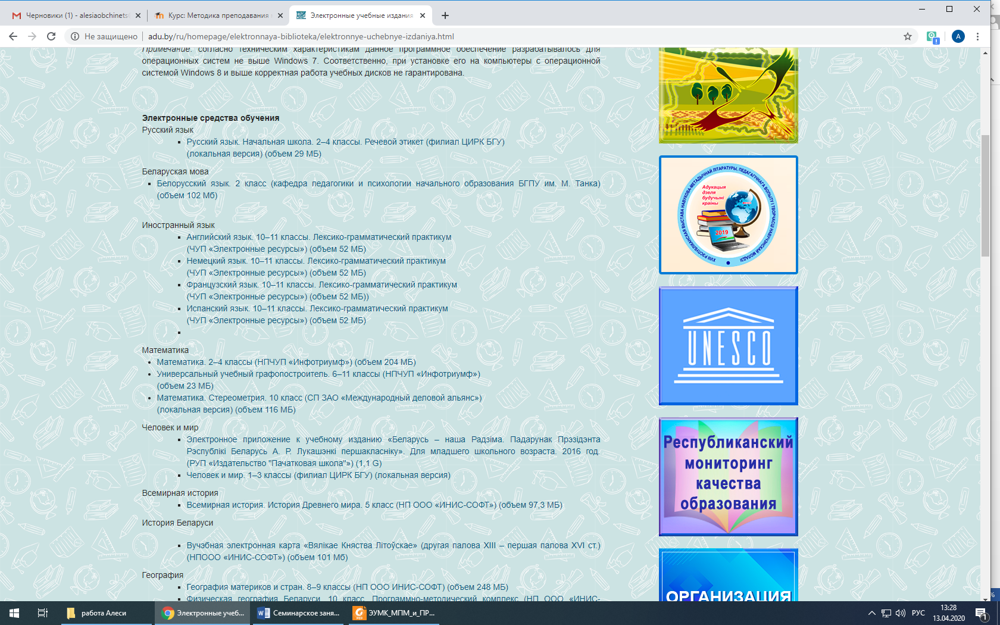 Черновики (1) - alesiaobchinets
Курс: Методика преподавания
Электронные учебные издания
Не защищено
adu.by/ru/homepage/elektronnaya-biblioteka/elektronnye-uchebnye-izdaniya.html
A
Примечание: согласно техническим характеристикам данное программное обеспечение разрабатывалось для
операционных систем не выше Windows 7. Соответственно, при установке его на компьютеры с операционной
системой Windows 8 и выше корректная работа учебных дисков не гарантирована.
Электронные средства обучения
Русский язык
Русский язык. Начальная школа. 2–4 классы. Речевой этикет (филиал ЦИРК БГУ)
(локальная версия) (объем 29 МБ)
Беларуская мова
Белорусский язык. 2 класс (кафедра педагогики и психологии начального образования БГПУ им. М. Танка)
(объем 102 Мб)
Иностранный язык
Английский язык. 10–11 классы. Лексико-грамматический практикум
(ЧУП «Электронные ресурсы») (объем 52 МБ)
Немецкий язык. 10–11 классы. Лексико-грамматический практикум
(ЧУП «Электронные ресурсы») (объем 52 МБ)
Французский язык. 10–11 классы. Лексико-грамматический практикум
(ЧУП «Электронные ресурсы») (объем 52 МБ))
Испанский язык. 10–11 классы. Лексико-грамматический практикум
(ЧУП «Электронные ресурсы») (объем 52 МБ)
Математика
Математика. 2–4 классы (НПЧУП «Инфотриумф») (объем 204 МБ)
Универсальный учебный графопостроитель. 6–11 классы (НПЧУП «Инфотриумф»)
(объем 23 МБ)
Математика. Стереометрия. 10 класс (СП ЗАО «Международный деловой альянс»)
(локальная версия) (объем 116 МБ)
Человек и мир
Электронное приложение к учебному изданию «Беларусь – наша Радзіма. Падарунак Прэзідэнта
Рэспублікі Беларусь А. Р. Лукашэнкі першакласніку». Для младшего школьного возраста. 2016 год.
(РУП «Издательство "Пачатковая школа"») (1,1 G)
Человек и мир. 1–3 классы (филиал ЦИРК БГУ) (локальная версия)
Всемирная история
Всемирная история. История Древнего мира. 5 класс (НП ООО «ИНИС-СОФТ») (объем 97,3 МБ)
История Беларуси
Вучэбная электронная карта «Вялікае Княства Літоўскае» (другая палова XIII – першая палова XVI ст.)
(НПООО «ИНИС-СОФТ») (объем 101 Мб)
География
География материков и стран. 8–9 классы (НП ООО ИНИС-СОФТ) (объем 248 МБ)
Физическая география Беларуси. 10 класс. Программно-методический комплекс (НП ООО «ИНИС-
XVIII РЭСПУБЛІКАНСКАЯ ВЫСТАВА НАВУКОВА-МЕТАДЫЧНАЙ ЛІТАРАТУРЫ, ПЕДАГАГІЧНАГА ВОПЫТУ І ТВОРЧАСЦІ НАВУЧЭНСКАЙ МОЛАДЗІ
Адукацыя
дзеля
будучыні
краіны
2019
UNESCO
Республиканский
мониторинг
качества
образования
ОРГАНИЗАЦИЯ
%
работа Алеси
Электронные учеб...
Семинарское заня...
ЭУМК_МПМ_и_ПР...
РУС
13:28
13.04.2020
1